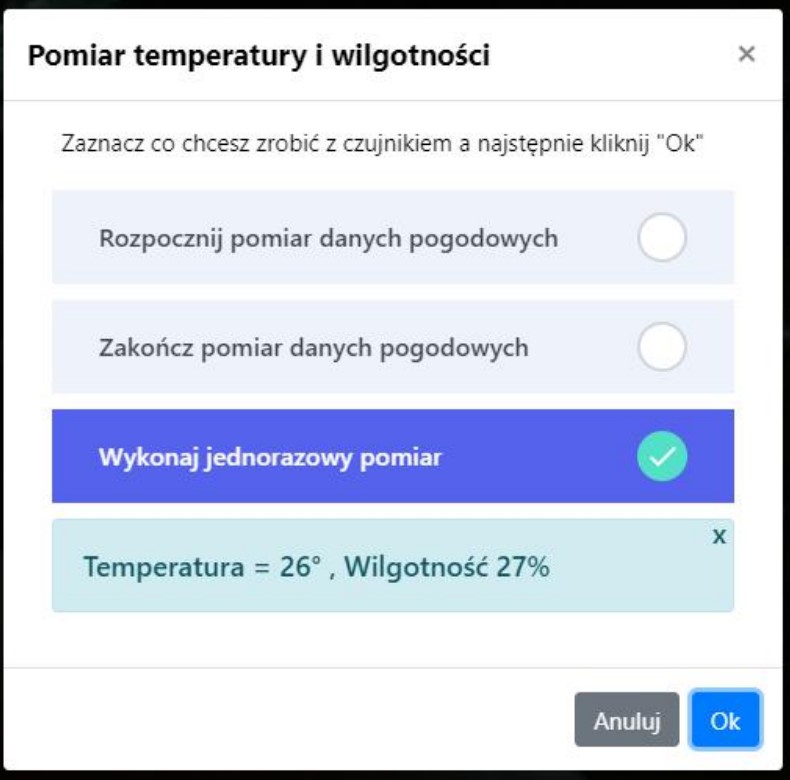 Pomiar temperatury i wilgotności ×
Zaznacz co chcesz zrobić z czujnikiem a najstępnie kliknij "Ok"
Rozpocznij pomiar danych pogodowych
Zakończ pomiar danych pogodowych
Wykonaj jednorazowy pomiar
x
Temperatura = 26° , Wilgotność 27%
Anuluj Ok